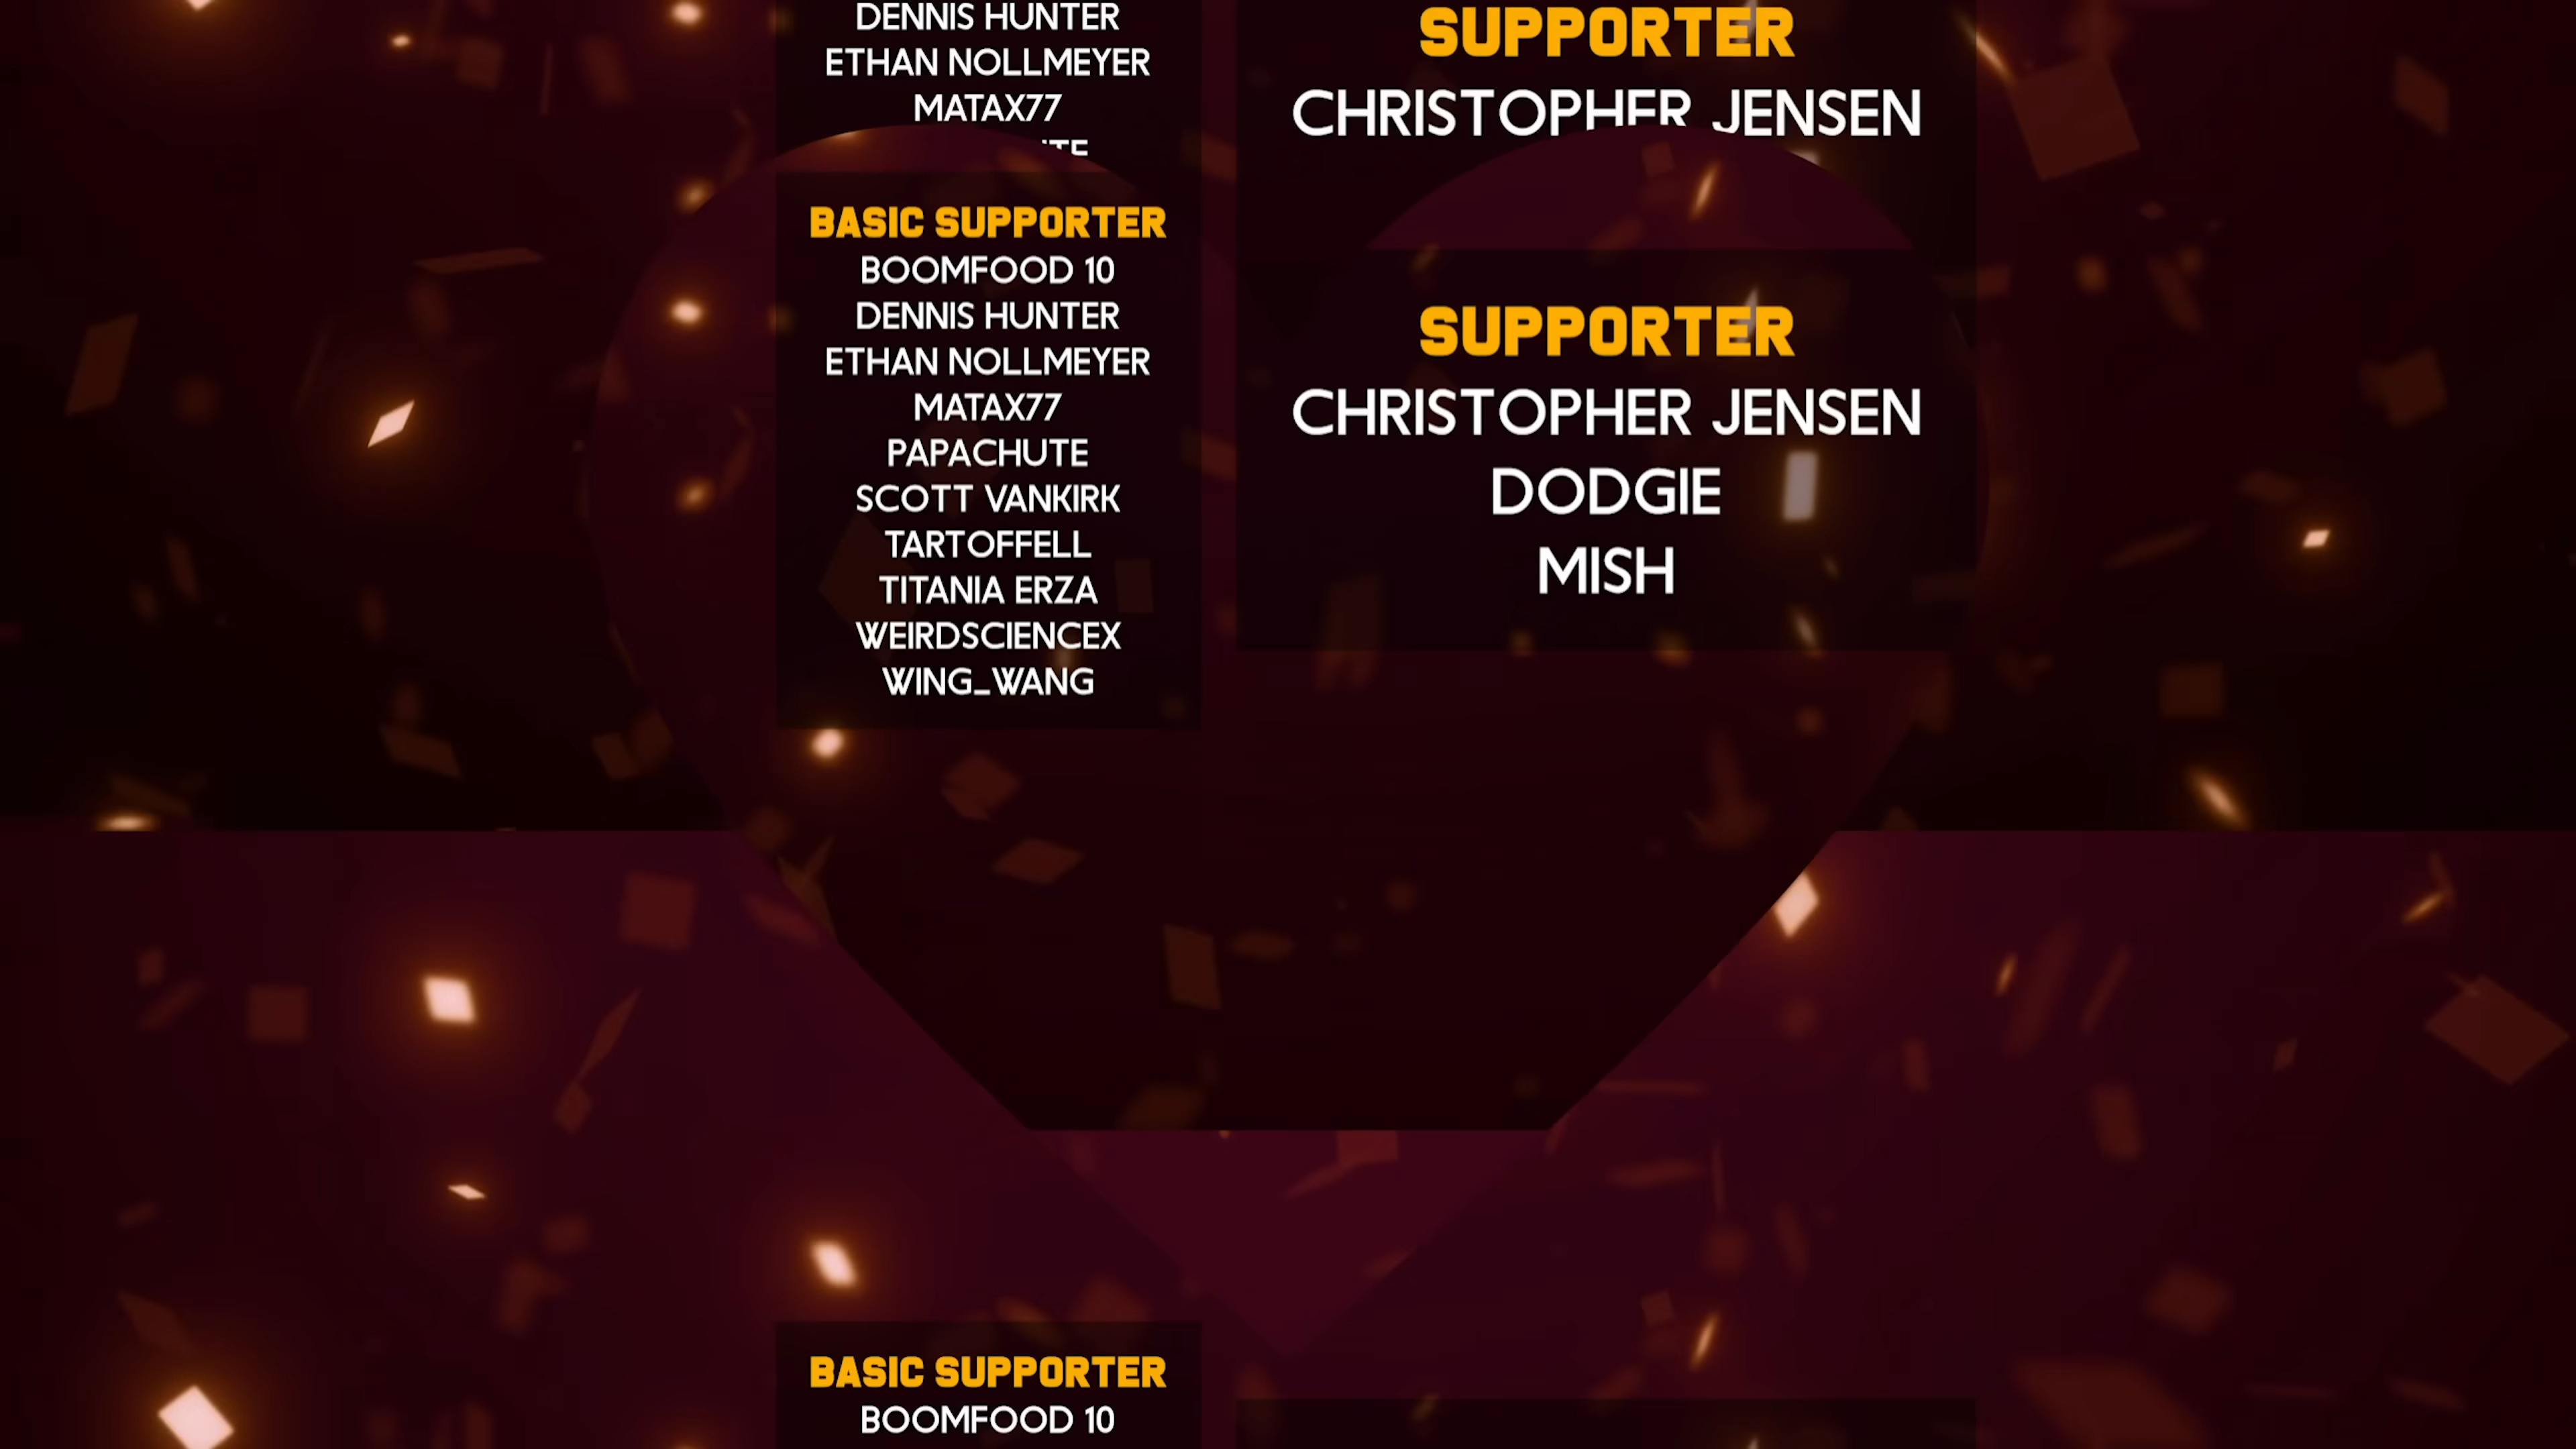 DENNIS HUNTER
ETHAN NOLLMEYER
MATAX77
SUPPORTER
CHRISTOPHER JENSEN
BASIC SUPPORTER
BOOMFOOD 10
DENNIS HUNTER
ETHAN NOLLMEYER
MATAX77
PAPACHUTE
SCOTT VANKIRK
TARTOFFELL
TITANIA ERZA
WEIRDSCIENCEX
WING_WANG
SUPPORTER
CHRISTOPHER JENSEN
DODGIE
MISH
BASIC SUPPORTER
BOOMFOOD 10